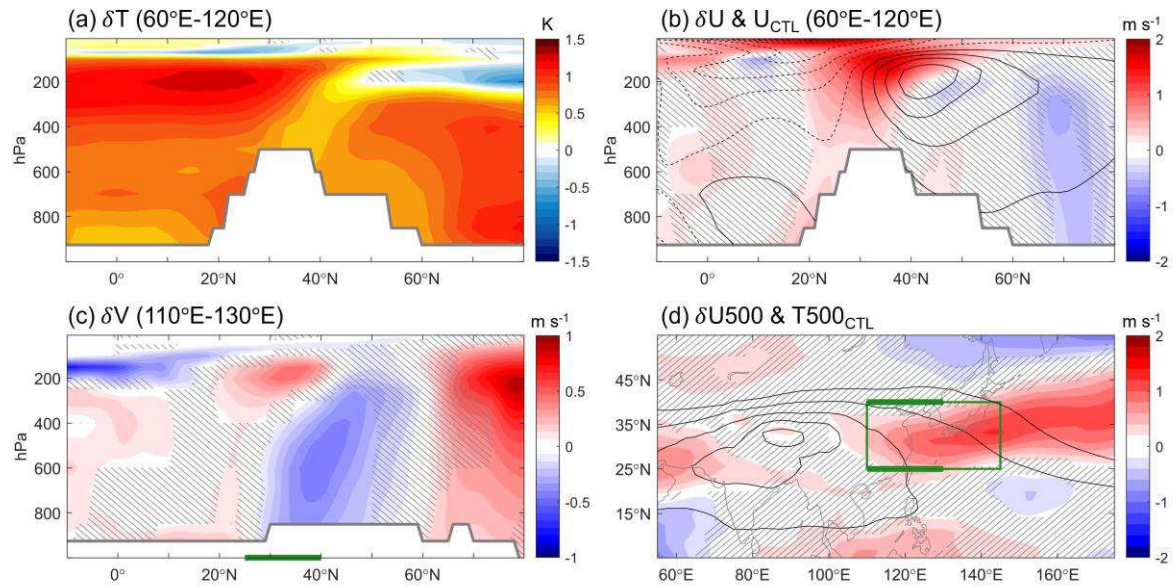 (a) δT (60°E-120°E)
K
hPa
200
400
600
800
0°
20°N
40°N
60°N
1.5
1
0.5
0
-0.5
-1
-1.5
(b) δU & U_CTL (60°E-120°E)
m s⁻¹
hPa
200
400
600
800
0°
20°N
40°N
60°N
2
1
0
-1
-2
(c) δV (110°E-130°E)
m s⁻¹
hPa
200
400
600
800
0°
20°N
40°N
60°N
1
0.5
0
-0.5
-1
(d) δU500 & T500_CTL
m s⁻¹
45°N
35°N
25°N
15°N
60°E
80°E
100°E
120°E
140°E
160°E
2
1
0
-1
-2